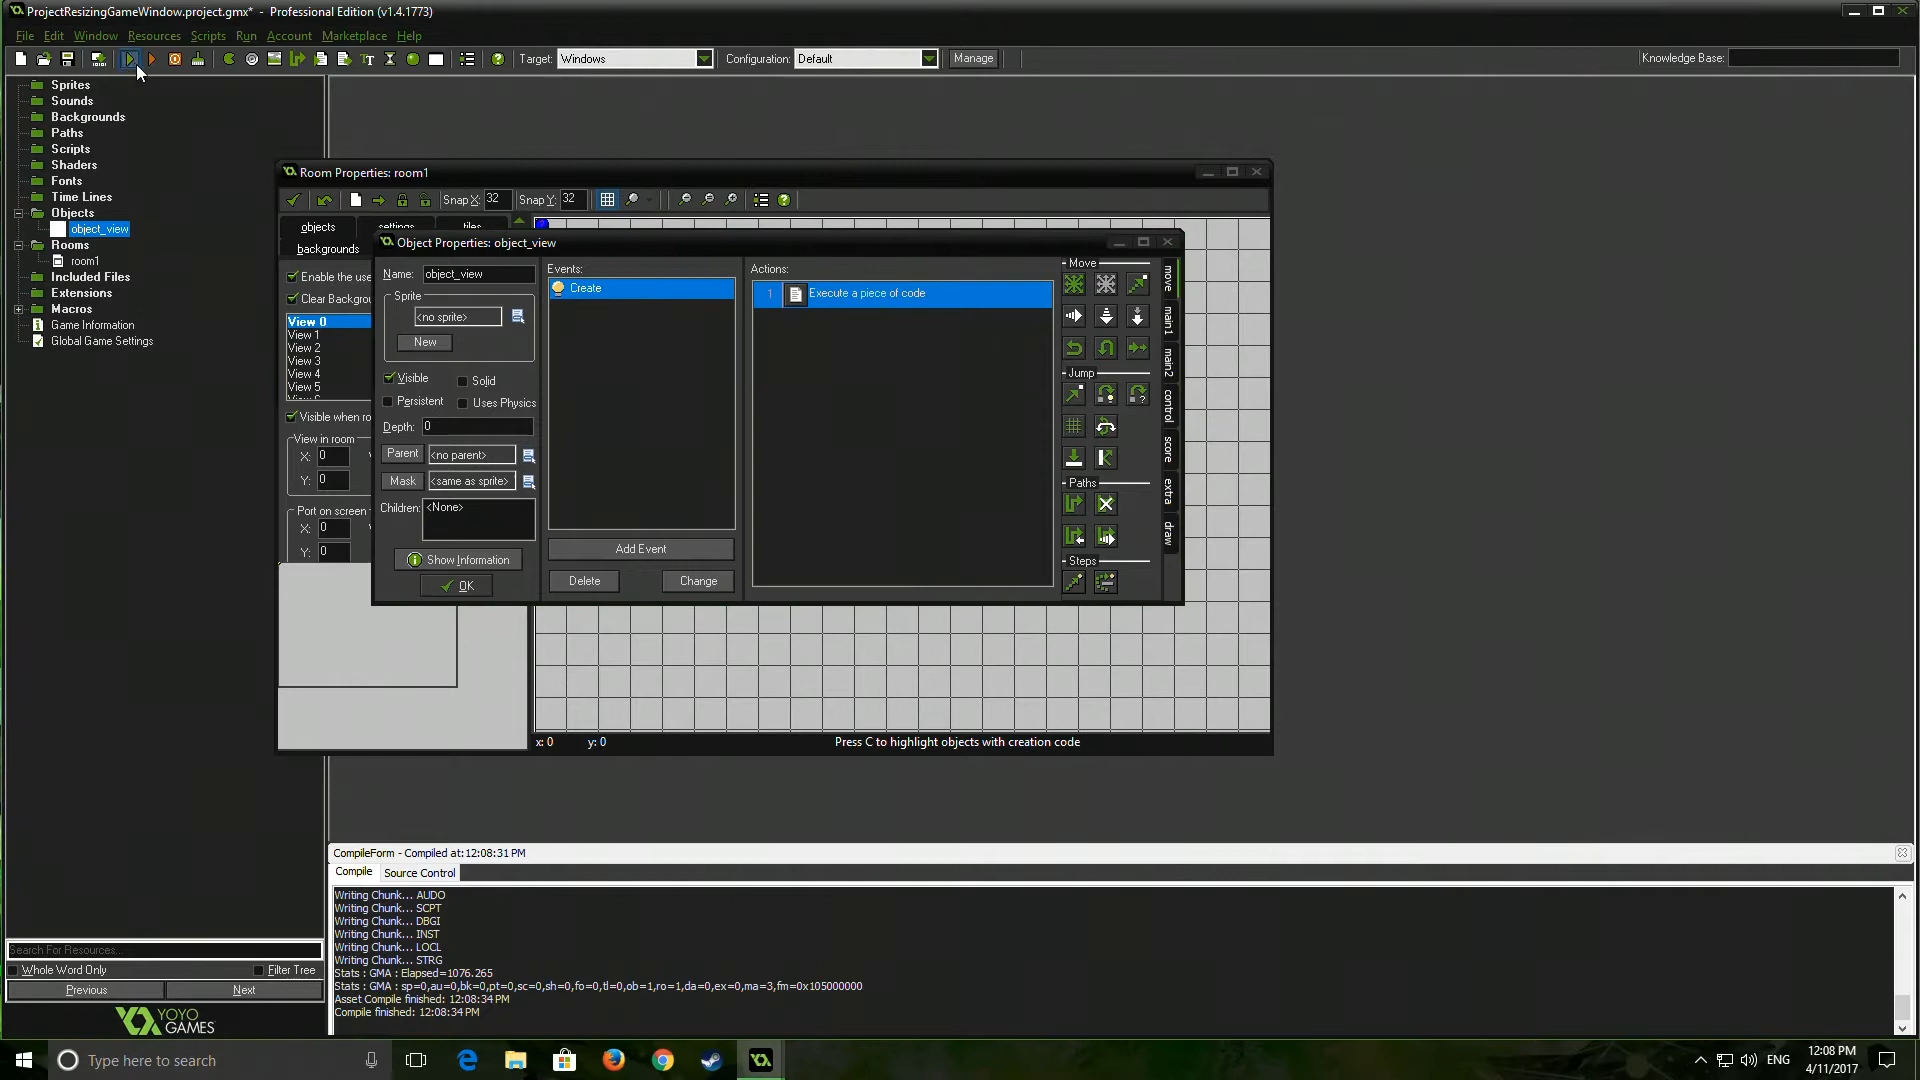 ProjectResizingGameWindow.project.gmx* - Professional Edition (v1.4.1773)
File Edit Window Resources Scripts Run Account Marketplace Help
Target: Windows Configuration: Default Manage Knowledge Base:
Sprites
Sounds
Backgrounds
Paths
Scripts
Shaders
Fonts
Time Lines
Objects
object_view
Rooms
room1
Included Files
Extensions
Macros
Game Information
Global Game Settings
Search For Resources...
Whole Word Only Filter Tree
Previous Next
YOYO
GAMES
Room Properties: room1
Snap X: 32 Snap Y: 32
objects settings tiles
backgrounds
Enable the use
Clear Backgrou
View 0
View 1
View 2
View 3
View 4
View 5
Visible when ro
View in room
X: 0
Y: 0
Port on screen
X: 0
Y: 0
x: 0 y: 0 Press C to highlight objects with creation code
Object Properties: object_view
Name: object_view
Sprite
<no sprite>
New
Visible Solid
Persistent Uses Physics
Depth: 0
Parent <no parent>
Mask <same as sprite>
Children: <None>
Show Information
OK
Events:
Create
Add Event
Delete Change
Actions:
1 Execute a piece of code
Move
Jump
Paths
Steps
move
main1
main2
control
score
extra
draw
CompileForm - Compiled at:12:08:31 PM
Compile Source Control
Writing Chunk... AUDO
Writing Chunk... SCPT
Writing Chunk... DBGI
Writing Chunk... INST
Writing Chunk... LOCL
Writing Chunk... STRG
Stats : GMA : Elapsed=1076.265
Stats : GMA : sp=0,au=0,bk=0,pt=0,sc=0,sh=0,fo=0,tl=0,ob=1,ro=1,da=0,ex=0,ma=3,fm=0x105000000
Asset Compile finished: 12:08:34 PM
Compile finished: 12:08:34 PM
Type here to search
ENG
12:08 PM
4/11/2017